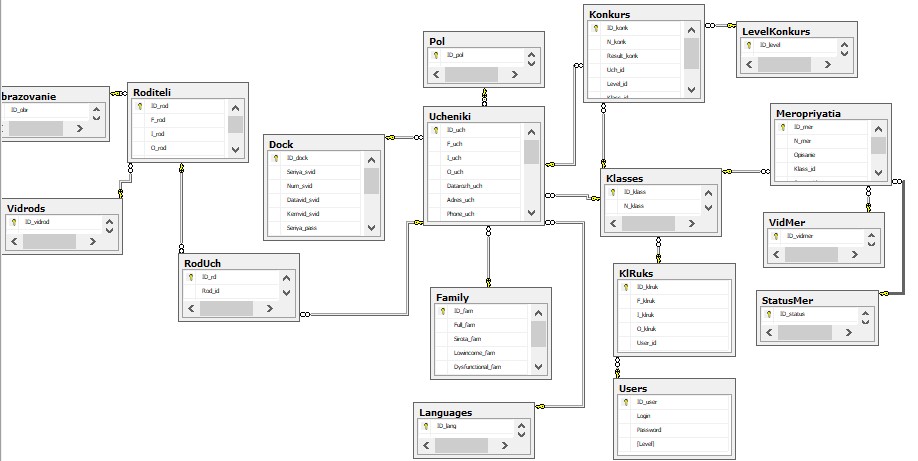 brazovanie
ID_obr
Roditeli
ID_rod
F_rod
I_rod
O_rod
Vidrods
ID_vidrod
RodUch
ID_rd
Rod_id
Dock
ID_dock
Seriya_svid
Num_svid
Datavid_svid
Kemvid_svid
Seriya_pass
Pol
ID_pol
Ucheniki
ID_uch
F_uch
I_uch
O_uch
Datarozh_uch
Adres_uch
Phone_uch
Family
ID_fam
Full_fam
Sirota_fam
Lowincome_fam
Dysfunctional_fam
Languages
ID_lang
Konkurs
ID_konk
N_konk
Result_konk
Uch_id
Level_id
Klass_id
LevelKonkurs
ID_level
Klasses
ID_klass
N_klass
KlRuks
ID_klruk
F_klruk
I_klruk
O_klruk
User_id
Users
ID_user
Login
Password
[Level]
Meropriyatia
ID_mer
N_mer
Opisanie
Klass_id
VidMer
ID_vidmer
StatusMer
ID_status